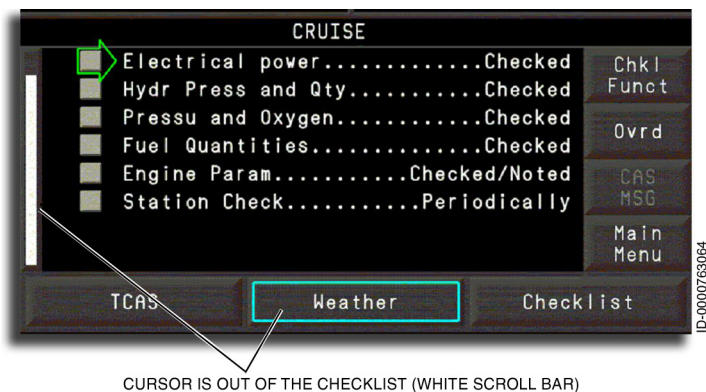 CRUISE
Electrical power.............Checked
Hydr Press and Qty...........Checked
Pressu and Oxygen............Checked
Fuel Quantities..............Checked
Engine Param...........Checked/Noted
Station Check...........Periodically
Chkl
Funct
Ovrd
CAS
MSG
Main
Menu
TCAS
Weather
Checklist
CURSOR IS OUT OF THE CHECKLIST (WHITE SCROLL BAR)
ID-0000763064